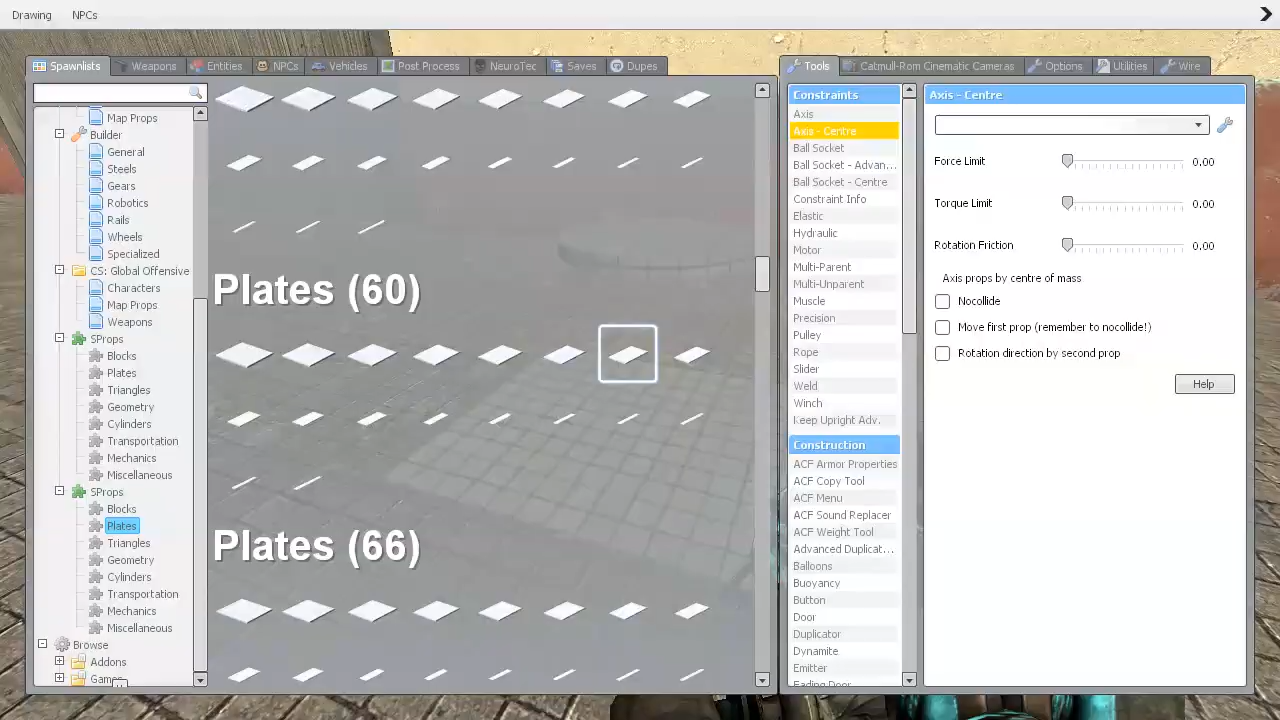 Drawing NPCs
Spawnlists Weapons Entities NPCs Vehicles Post Process NeuroTec Saves Dupes
Tools Catmull-Rom Cinematic Cameras Options Utilities Wire
Map Props
Builder
General
Steels
Gears
Robotics
Rails
Wheels
Specialized
CS: Global Offensive
Characters
Map Props
Weapons
SProps
Blocks
Plates
Triangles
Geometry
Cylinders
Transportation
Mechanics
Miscellaneous
SProps
Blocks
Plates
Triangles
Geometry
Cylinders
Transportation
Mechanics
Miscellaneous
Browse
Addons
Plates (60)
Plates (66)
Constraints
Axis
Axis - Centre
Ball Socket
Ball Socket - Advan...
Ball Socket - Centre
Constraint Info
Elastic
Hydraulic
Motor
Multi-Parent
Multi-Unparent
Muscle
Precision
Pulley
Rope
Slider
Weld
Winch
Keep Upright Adv.
Construction
ACF Armor Properties
ACF Copy Tool
ACF Menu
ACF Sound Replacer
ACF Weight Tool
Advanced Duplicat...
Balloons
Buoyancy
Button
Door
Duplicator
Dynamite
Emitter
Fading Door
Axis - Centre
Force Limit 0.00
Torque Limit 0.00
Rotation Friction 0.00
Axis props by centre of mass
Nocollide
Move first prop (remember to nocollide!)
Rotation direction by second prop
Help